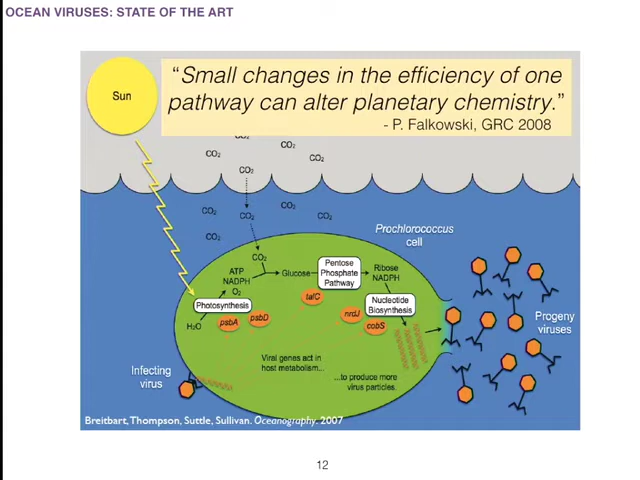 OCEAN VIRUSES: STATE OF THE ART
“Small changes in the efficiency of one
pathway can alter planetary chemistry.”
- P. Falkowski, GRC 2008
Sun
CO2
CO2
CO2
CO2
CO2
CO2
CO2
CO2
CO2
CO2
Prochlorococcus
cell
CO2
ATP
NADPH
O2
Glucose
Pentose
Phosphate
Pathway
Ribose
NADPH
Photosynthesis
talC
Nucleotide
Biosynthesis
H2O
psbA
psbD
nrdJ
cobS
Progeny
viruses
Viral genes act in
host metabolism...
Infecting
virus
...to produce more
virus particles.
Breitbart, Thompson, Suttle, Sullivan. Oceanography. 2007
12